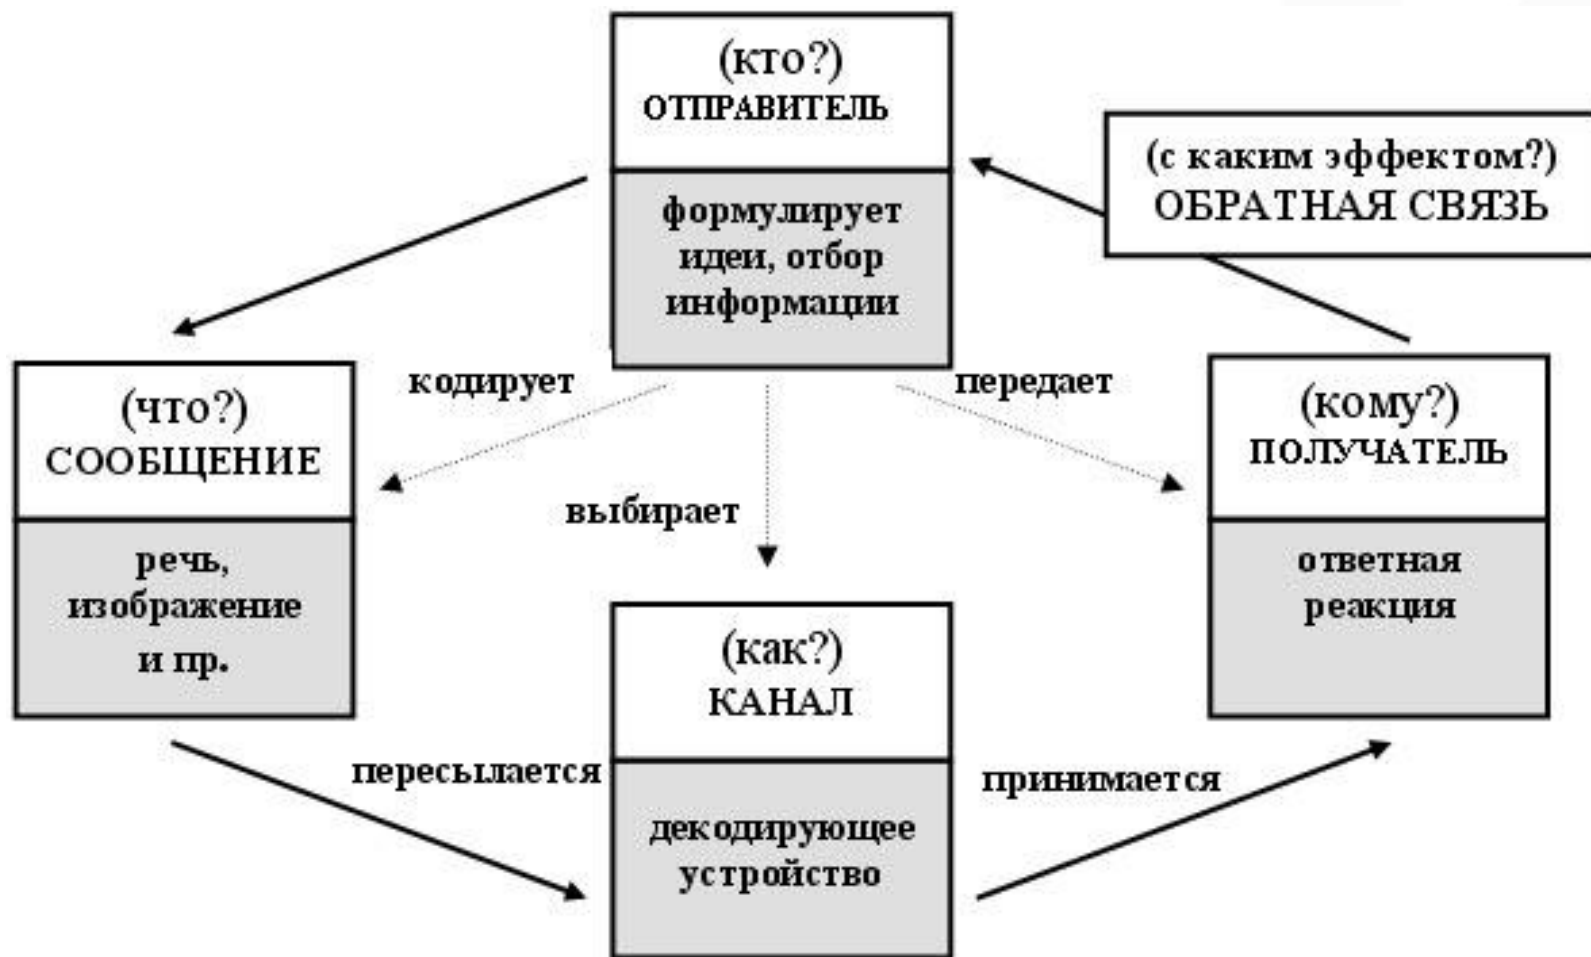 (кто?)
ОТПРАВИТЕЛЬ
формулирует
идеи, отбор
информации
(с каким эффектом?)
ОБРАТНАЯ СВЯЗЬ
кодирует
передает
выбирает
(что?)
СООБЩЕНИЕ
речь,
изображение
и пр.
(кому?)
ПОЛУЧАТЕЛЬ
ответная
реакция
(как?)
КАНАЛ
декодирующее
устройство
пересылается
принимается